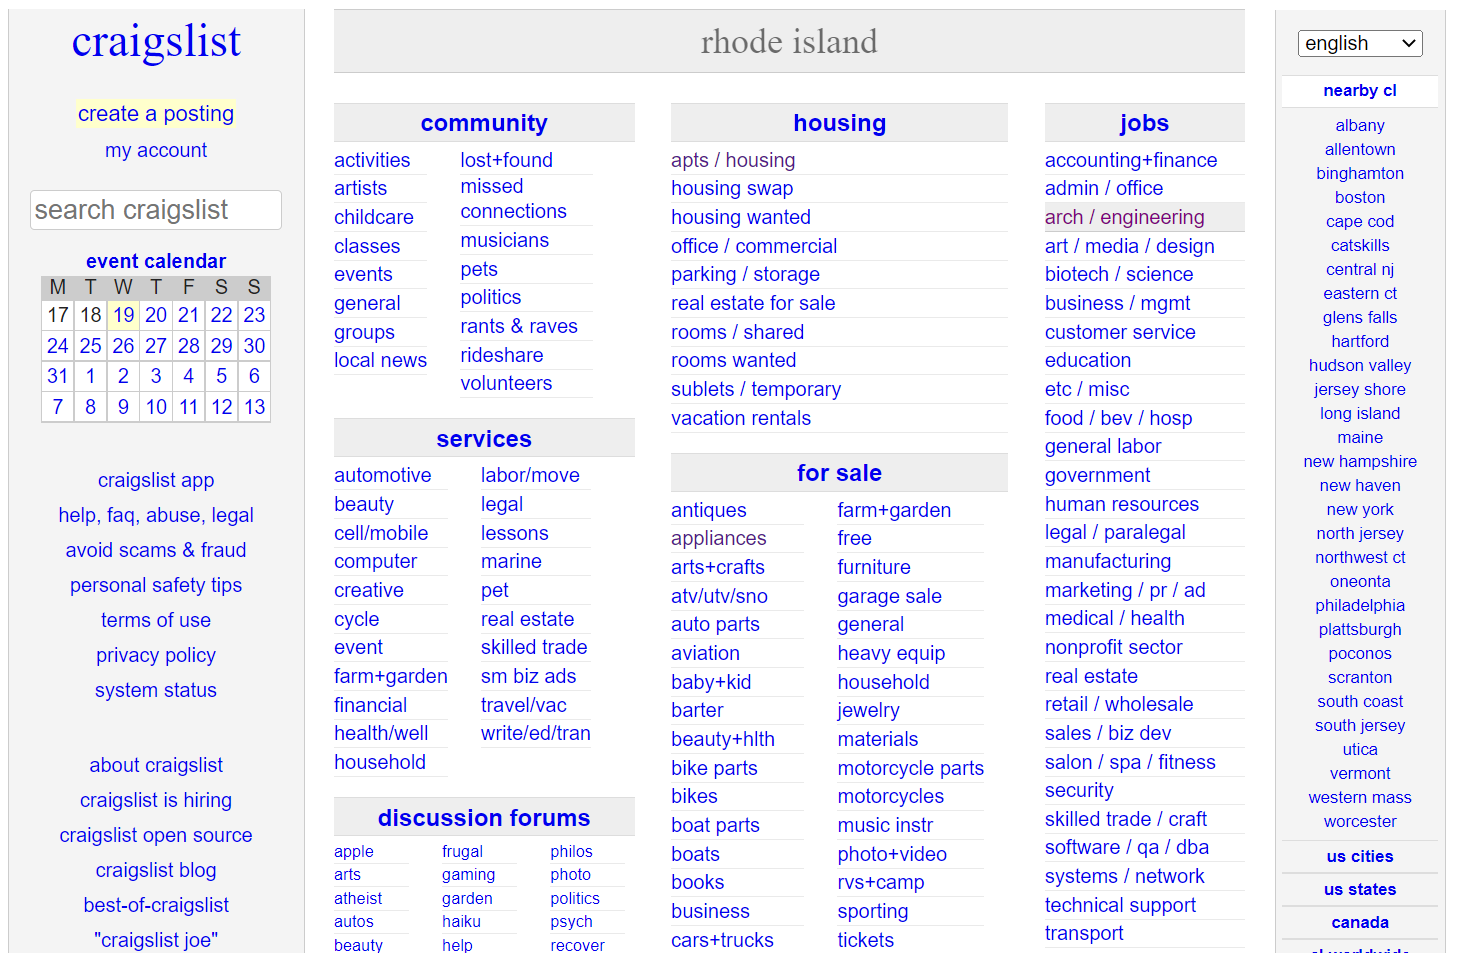 craigslist
create a posting
my account
search craigslist
event calendar
M T W T F S S
17 18 19 20 21 22 23
24 25 26 27 28 29 30
31 1 2 3 4 5 6
7 8 9 10 11 12 13
craigslist app
help, faq, abuse, legal
avoid scams & fraud
personal safety tips
terms of use
privacy policy
system status
about craigslist
craigslist is hiring
craigslist open source
craigslist blog
best-of-craigslist
"craigslist joe"
rhode island
community
activities
artists
childcare
classes
events
general
groups
local news
lost+found
missed
connections
musicians
pets
politics
rants & raves
rideshare
volunteers
services
automotive
beauty
cell/mobile
computer
creative
cycle
event
farm+garden
financial
health/well
household
labor/move
legal
lessons
marine
pet
real estate
skilled trade
sm biz ads
travel/vac
write/ed/tran
discussion forums
apple
arts
atheist
autos
beauty
frugal
gaming
garden
haiku
help
philos
photo
politics
psych
recover
housing
apts / housing
housing swap
housing wanted
office / commercial
parking / storage
real estate for sale
rooms / shared
rooms wanted
sublets / temporary
vacation rentals
for sale
antiques
appliances
arts+crafts
atv/utv/sno
auto parts
aviation
baby+kid
barter
beauty+hlth
bike parts
bikes
boat parts
boats
books
business
cars+trucks
farm+garden
free
furniture
garage sale
general
heavy equip
household
jewelry
materials
motorcycle parts
motorcycles
music instr
photo+video
rvs+camp
sporting
tickets
jobs
accounting+finance
admin / office
arch / engineering
art / media / design
biotech / science
business / mgmt
customer service
education
etc / misc
food / bev / hosp
general labor
government
human resources
legal / paralegal
manufacturing
marketing / pr / ad
medical / health
nonprofit sector
real estate
retail / wholesale
sales / biz dev
salon / spa / fitness
security
skilled trade / craft
software / qa / dba
systems / network
technical support
transport
english
nearby cl
albany
allentown
binghamton
boston
cape cod
catskills
central nj
eastern ct
glens falls
hartford
hudson valley
jersey shore
long island
maine
new hampshire
new haven
new york
north jersey
northwest ct
oneonta
philadelphia
plattsburgh
poconos
scranton
south coast
south jersey
utica
vermont
western mass
worcester
us cities
us states
canada
cl worldwide